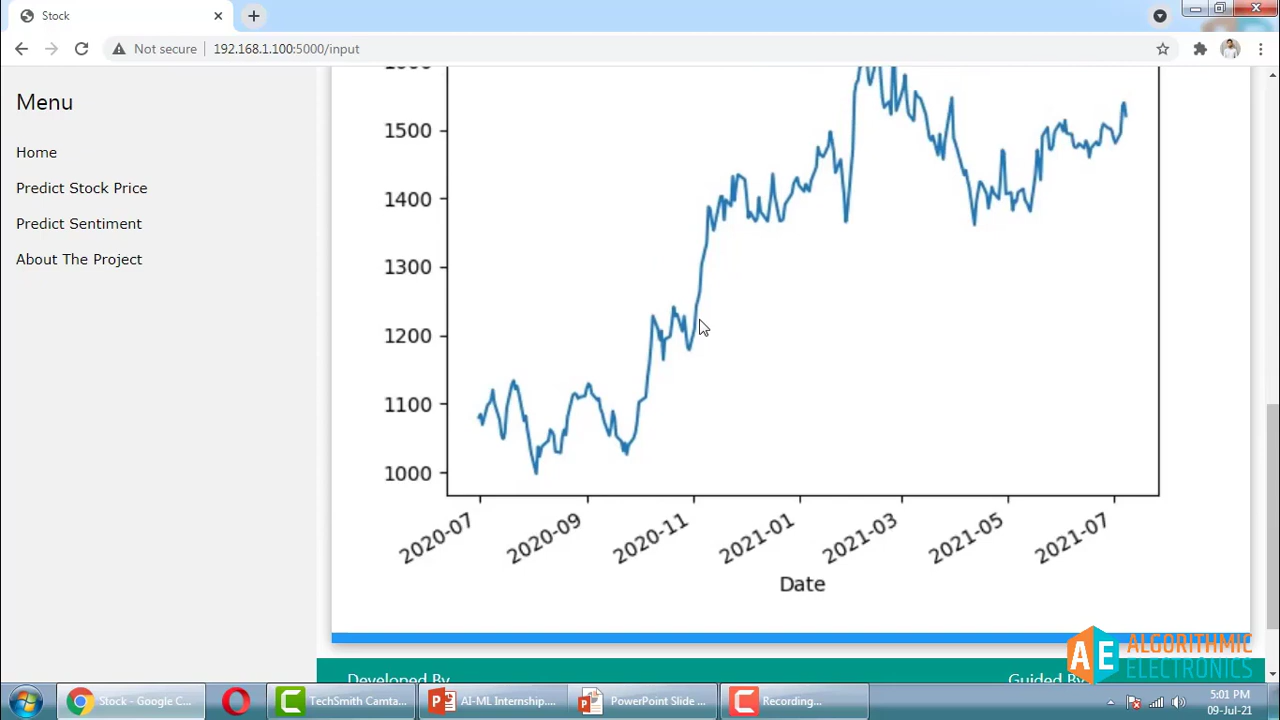 Stock
Not secure
192.168.1.100:5000/input
Menu
Home
Predict Stock Price
Predict Sentiment
About The Project
1500
1400
1300
1200
1100
1000
2020-07
2020-09
2020-11
2021-01
2021-03
2021-05
2021-07
Date
Developed By
Guided By
AE
ALGORITHMIC
ELECTRONICS
Stock - Google C...
TechSmith Camta...
AI-ML Internship....
PowerPoint Slide ...
Recording...
5:01 PM
09-Jul-21